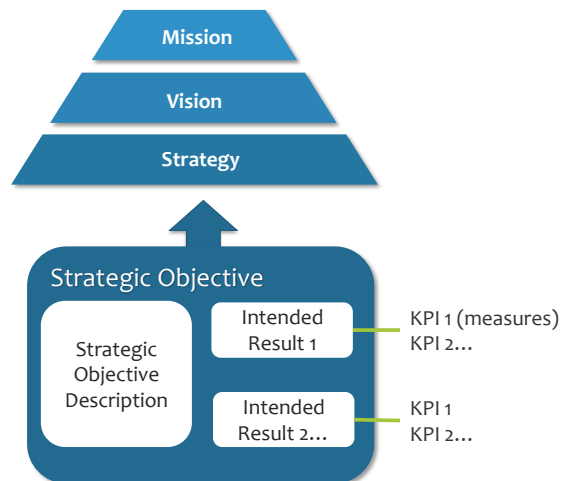 Mission
Vision
Strategy
Strategic Objective
Strategic
Objective
Description
Intended
Result 1
KPI 1 (measures)
KPI 2...
Intended
Result 2...
KPI 1
KPI 2...